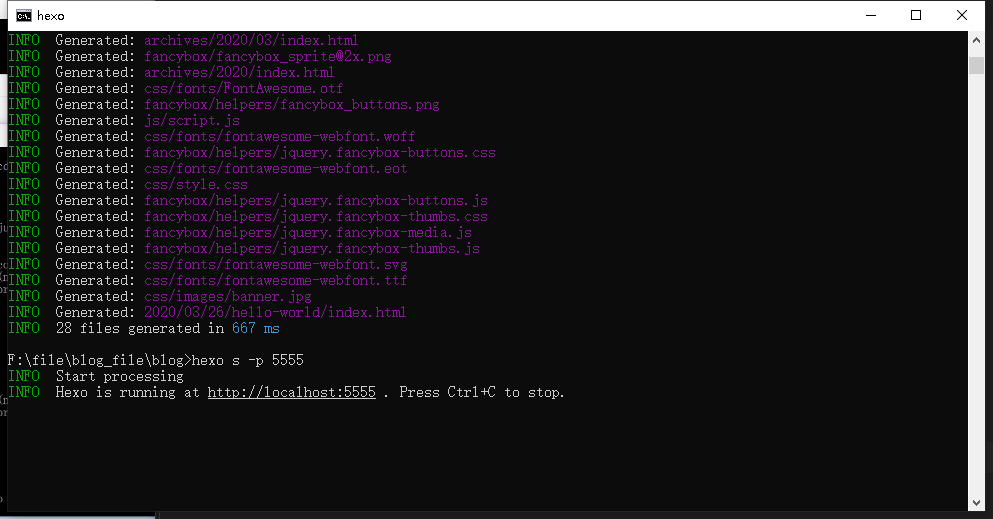 hexo
INFO  Generated: archives/2020/03/index.html
INFO  Generated: fancybox/fancybox_sprite@2x.png
INFO  Generated: archives/2020/index.html
INFO  Generated: css/fonts/FontAwesome.otf
INFO  Generated: fancybox/helpers/fancybox_buttons.png
INFO  Generated: js/script.js
INFO  Generated: css/fonts/fontawesome-webfont.woff
INFO  Generated: fancybox/helpers/jquery.fancybox-buttons.css
INFO  Generated: css/fonts/fontawesome-webfont.eot
INFO  Generated: css/style.css
INFO  Generated: fancybox/helpers/jquery.fancybox-buttons.js
INFO  Generated: fancybox/helpers/jquery.fancybox-thumbs.css
INFO  Generated: fancybox/helpers/jquery.fancybox-media.js
INFO  Generated: fancybox/helpers/jquery.fancybox-thumbs.js
INFO  Generated: css/fonts/fontawesome-webfont.svg
INFO  Generated: css/fonts/fontawesome-webfont.ttf
INFO  Generated: css/images/banner.jpg
INFO  Generated: 2020/03/26/hello-world/index.html
INFO  28 files generated in 667 ms
F:\file\blog_file\blog>hexo s -p 5555
INFO  Start processing
INFO  Hexo is running at http://localhost:5555 . Press Ctrl+C to stop.